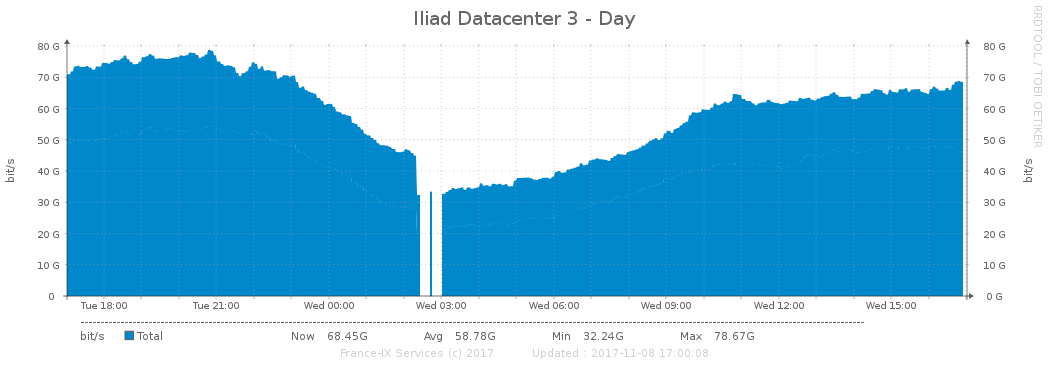 Iliad Datacenter 3 - Day
RRDTOOL / TOBI OETIKER
80 G 80 G
70 G 70 G
60 G 60 G
50 G 50 G
40 G 40 G
30 G 30 G
20 G 20 G
10 G 10 G
0 0 G
bit/s bit/s
Tue 18:00 Tue 21:00 Wed 00:00 Wed 03:00 Wed 06:00 Wed 09:00 Wed 12:00 Wed 15:00
bit/s Total Now 68.45G Avg 58.78G Min 32.24G Max 78.67G
France-IX Services (c) 2017 Updated : 2017-11-08 17:00:08